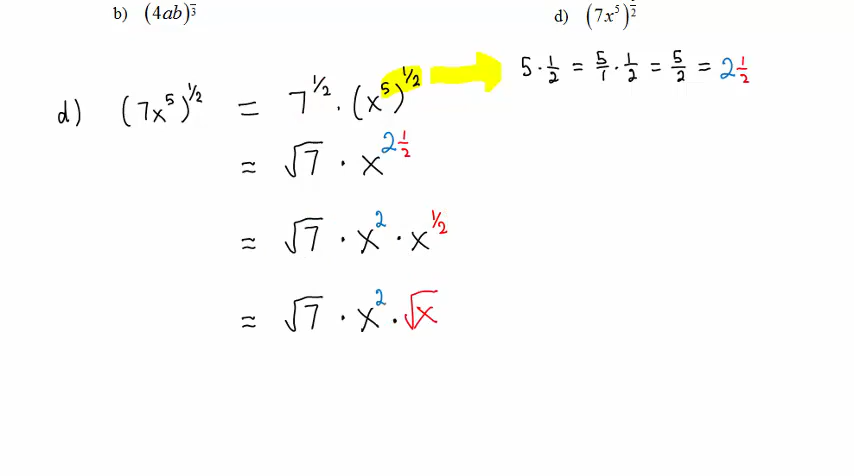 b) (4ab)^(1/3)
d) (7x^5)^(1/2)
5 · 1/2 = 5/1 · 1/2 = 5/2 = 2 1/2
d) (7x^5)^(1/2) = 7^(1/2) · (x^5)^(1/2)
≈ √7 · x^(2 1/2)
≈ √7 · x^2 · x^(1/2)
≈ √7 · x^2 · √x